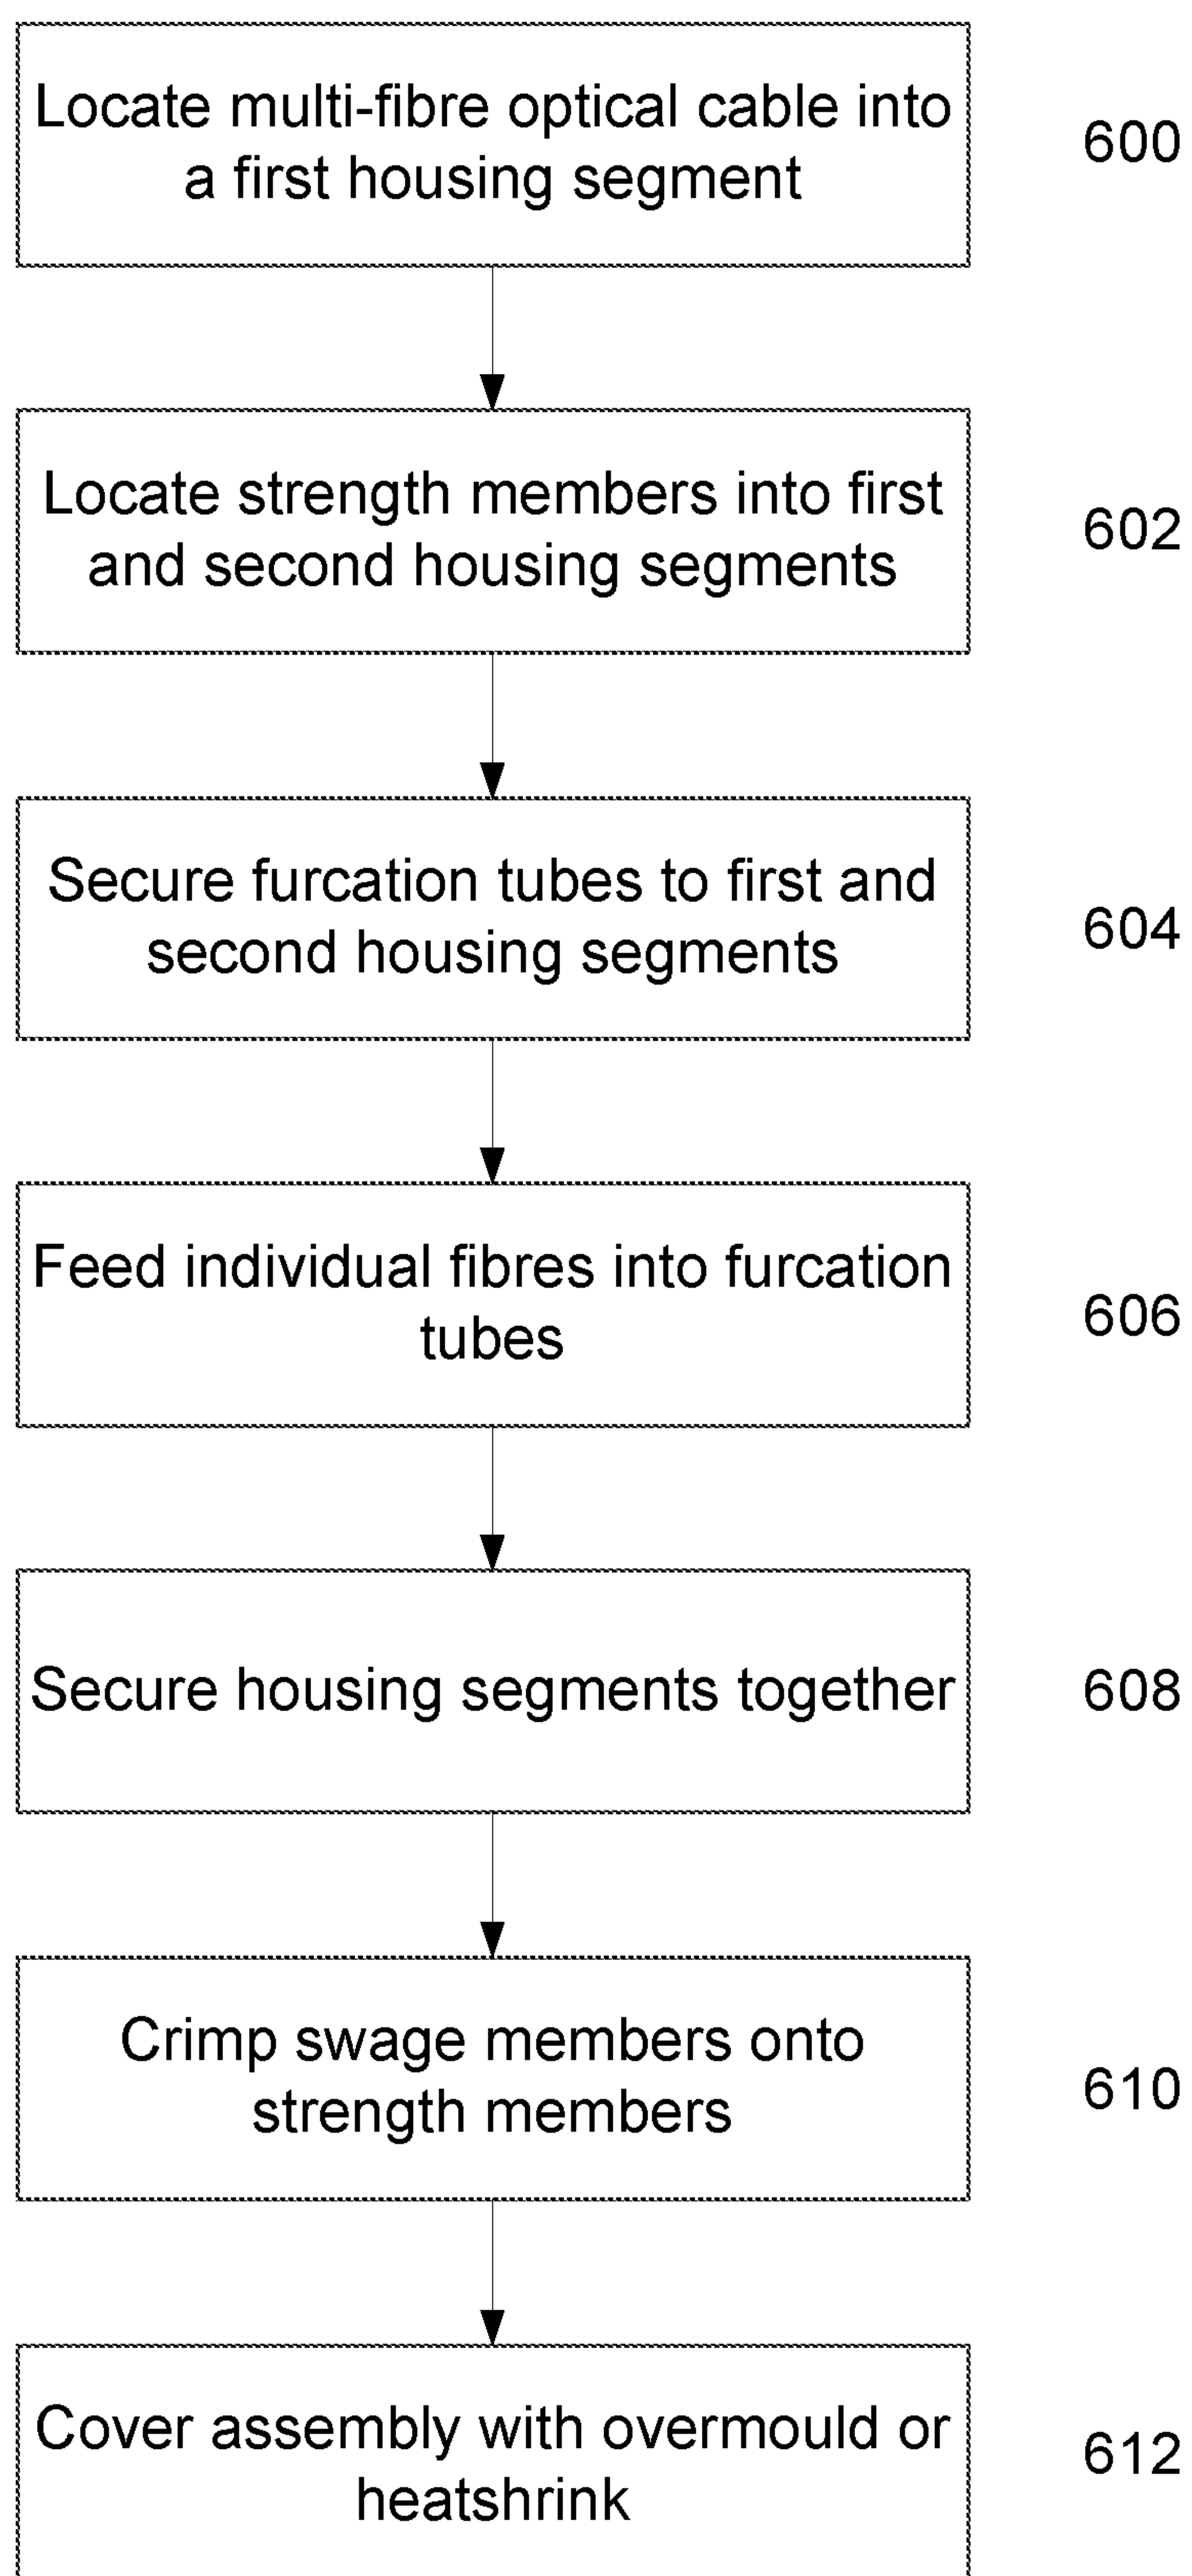 Locate multi-fibre optical cable into
a first housing segment
600
Locate strength members into first
and second housing segments
602
Secure furcation tubes to first and
second housing segments
604
Feed individual fibres into furcation
tubes
606
Secure housing segments together
608
Crimp swage members onto
strength members
610
Cover assembly with overmould or
heatshrink
612